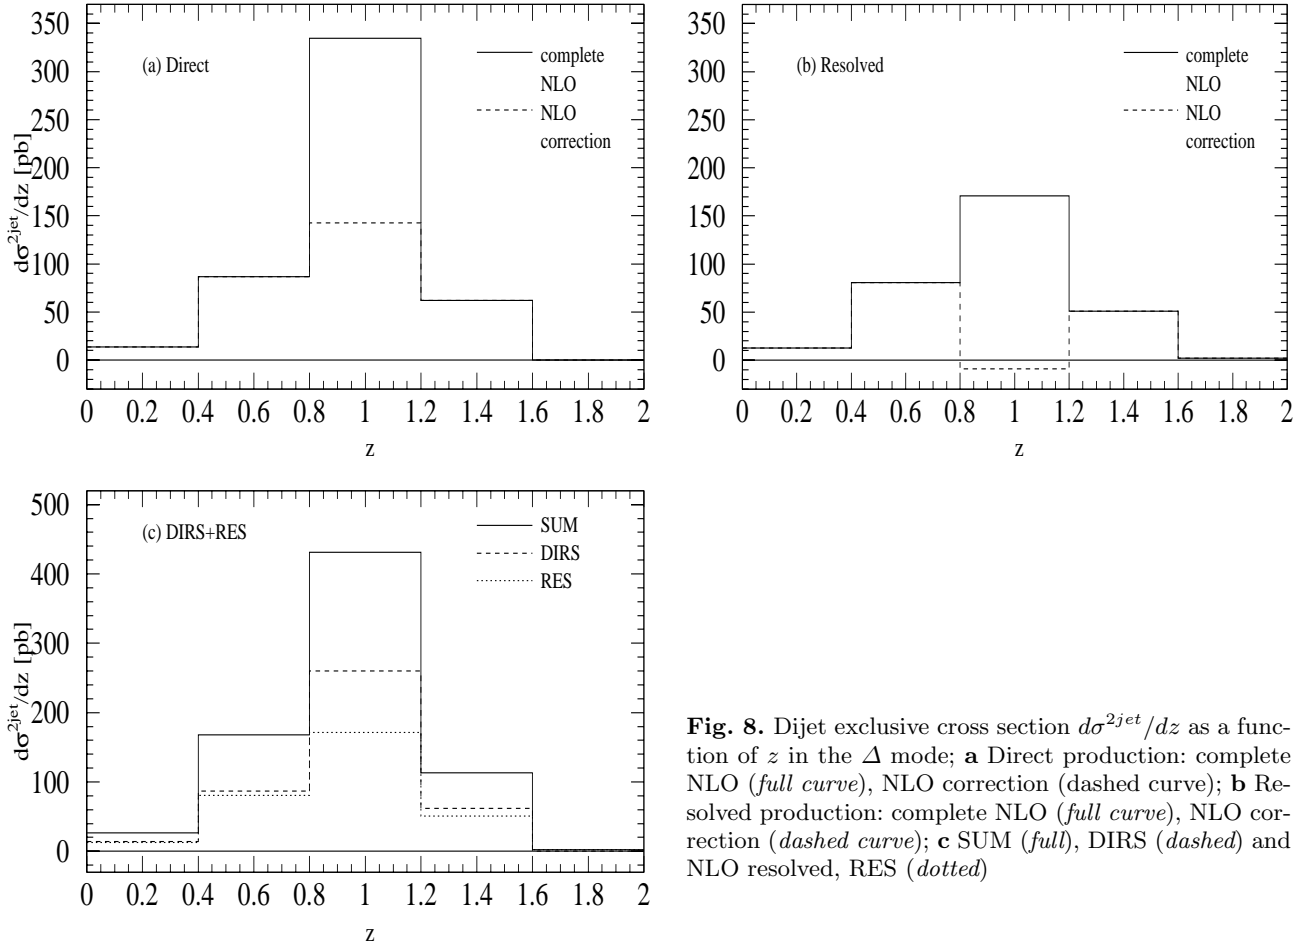 350
300
250
200
150
100
50
0
dσ^2jet/dz [pb]
(a) Direct
complete
NLO
NLO
correction
0 0.2 0.4 0.6 0.8 1 1.2 1.4 1.6 1.8 2
z
350
300
250
200
150
100
50
0
(b) Resolved
complete
NLO
NLO
correction
0 0.2 0.4 0.6 0.8 1 1.2 1.4 1.6 1.8 2
z
500
400
300
200
100
0
dσ^2jet/dz [pb]
(c) DIRS+RES
SUM
DIRS
RES
0 0.2 0.4 0.6 0.8 1 1.2 1.4 1.6 1.8 2
z
Fig. 8. Dijet exclusive cross section dσ^2jet/dz as a func-
tion of z in the Δ mode; a Direct production: complete
NLO (full curve), NLO correction (dashed curve); b Re-
solved production: complete NLO (full curve), NLO cor-
rection (dashed curve); c SUM (full), DIRS (dashed) and
NLO resolved, RES (dotted)